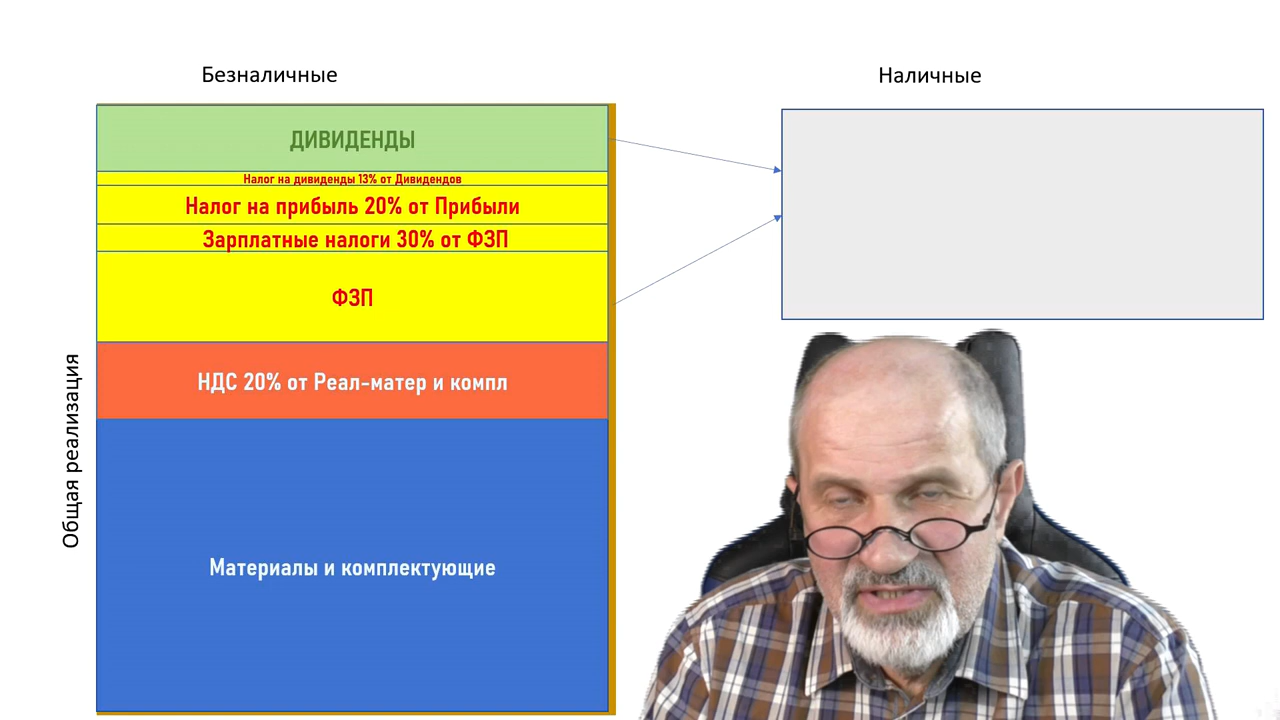 Безналичные
Наличные
ДИВИДЕНДЫ
Налог на дивиденды 13% от Дивидендов
Налог на прибыль 20% от Прибыли
Зарплатные налоги 30% от ФЗП
ФЗП
НДС 20% от Реал-матер и компл
Материалы и комплектующие
Общая реализация